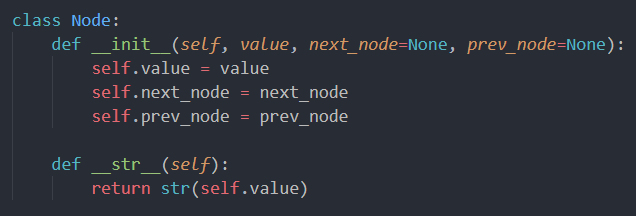 class Node:
    def __init__(self, value, next_node=None, prev_node=None):
        self.value = value
        self.next_node = next_node
        self.prev_node = prev_node

    def __str__(self):
        return str(self.value)